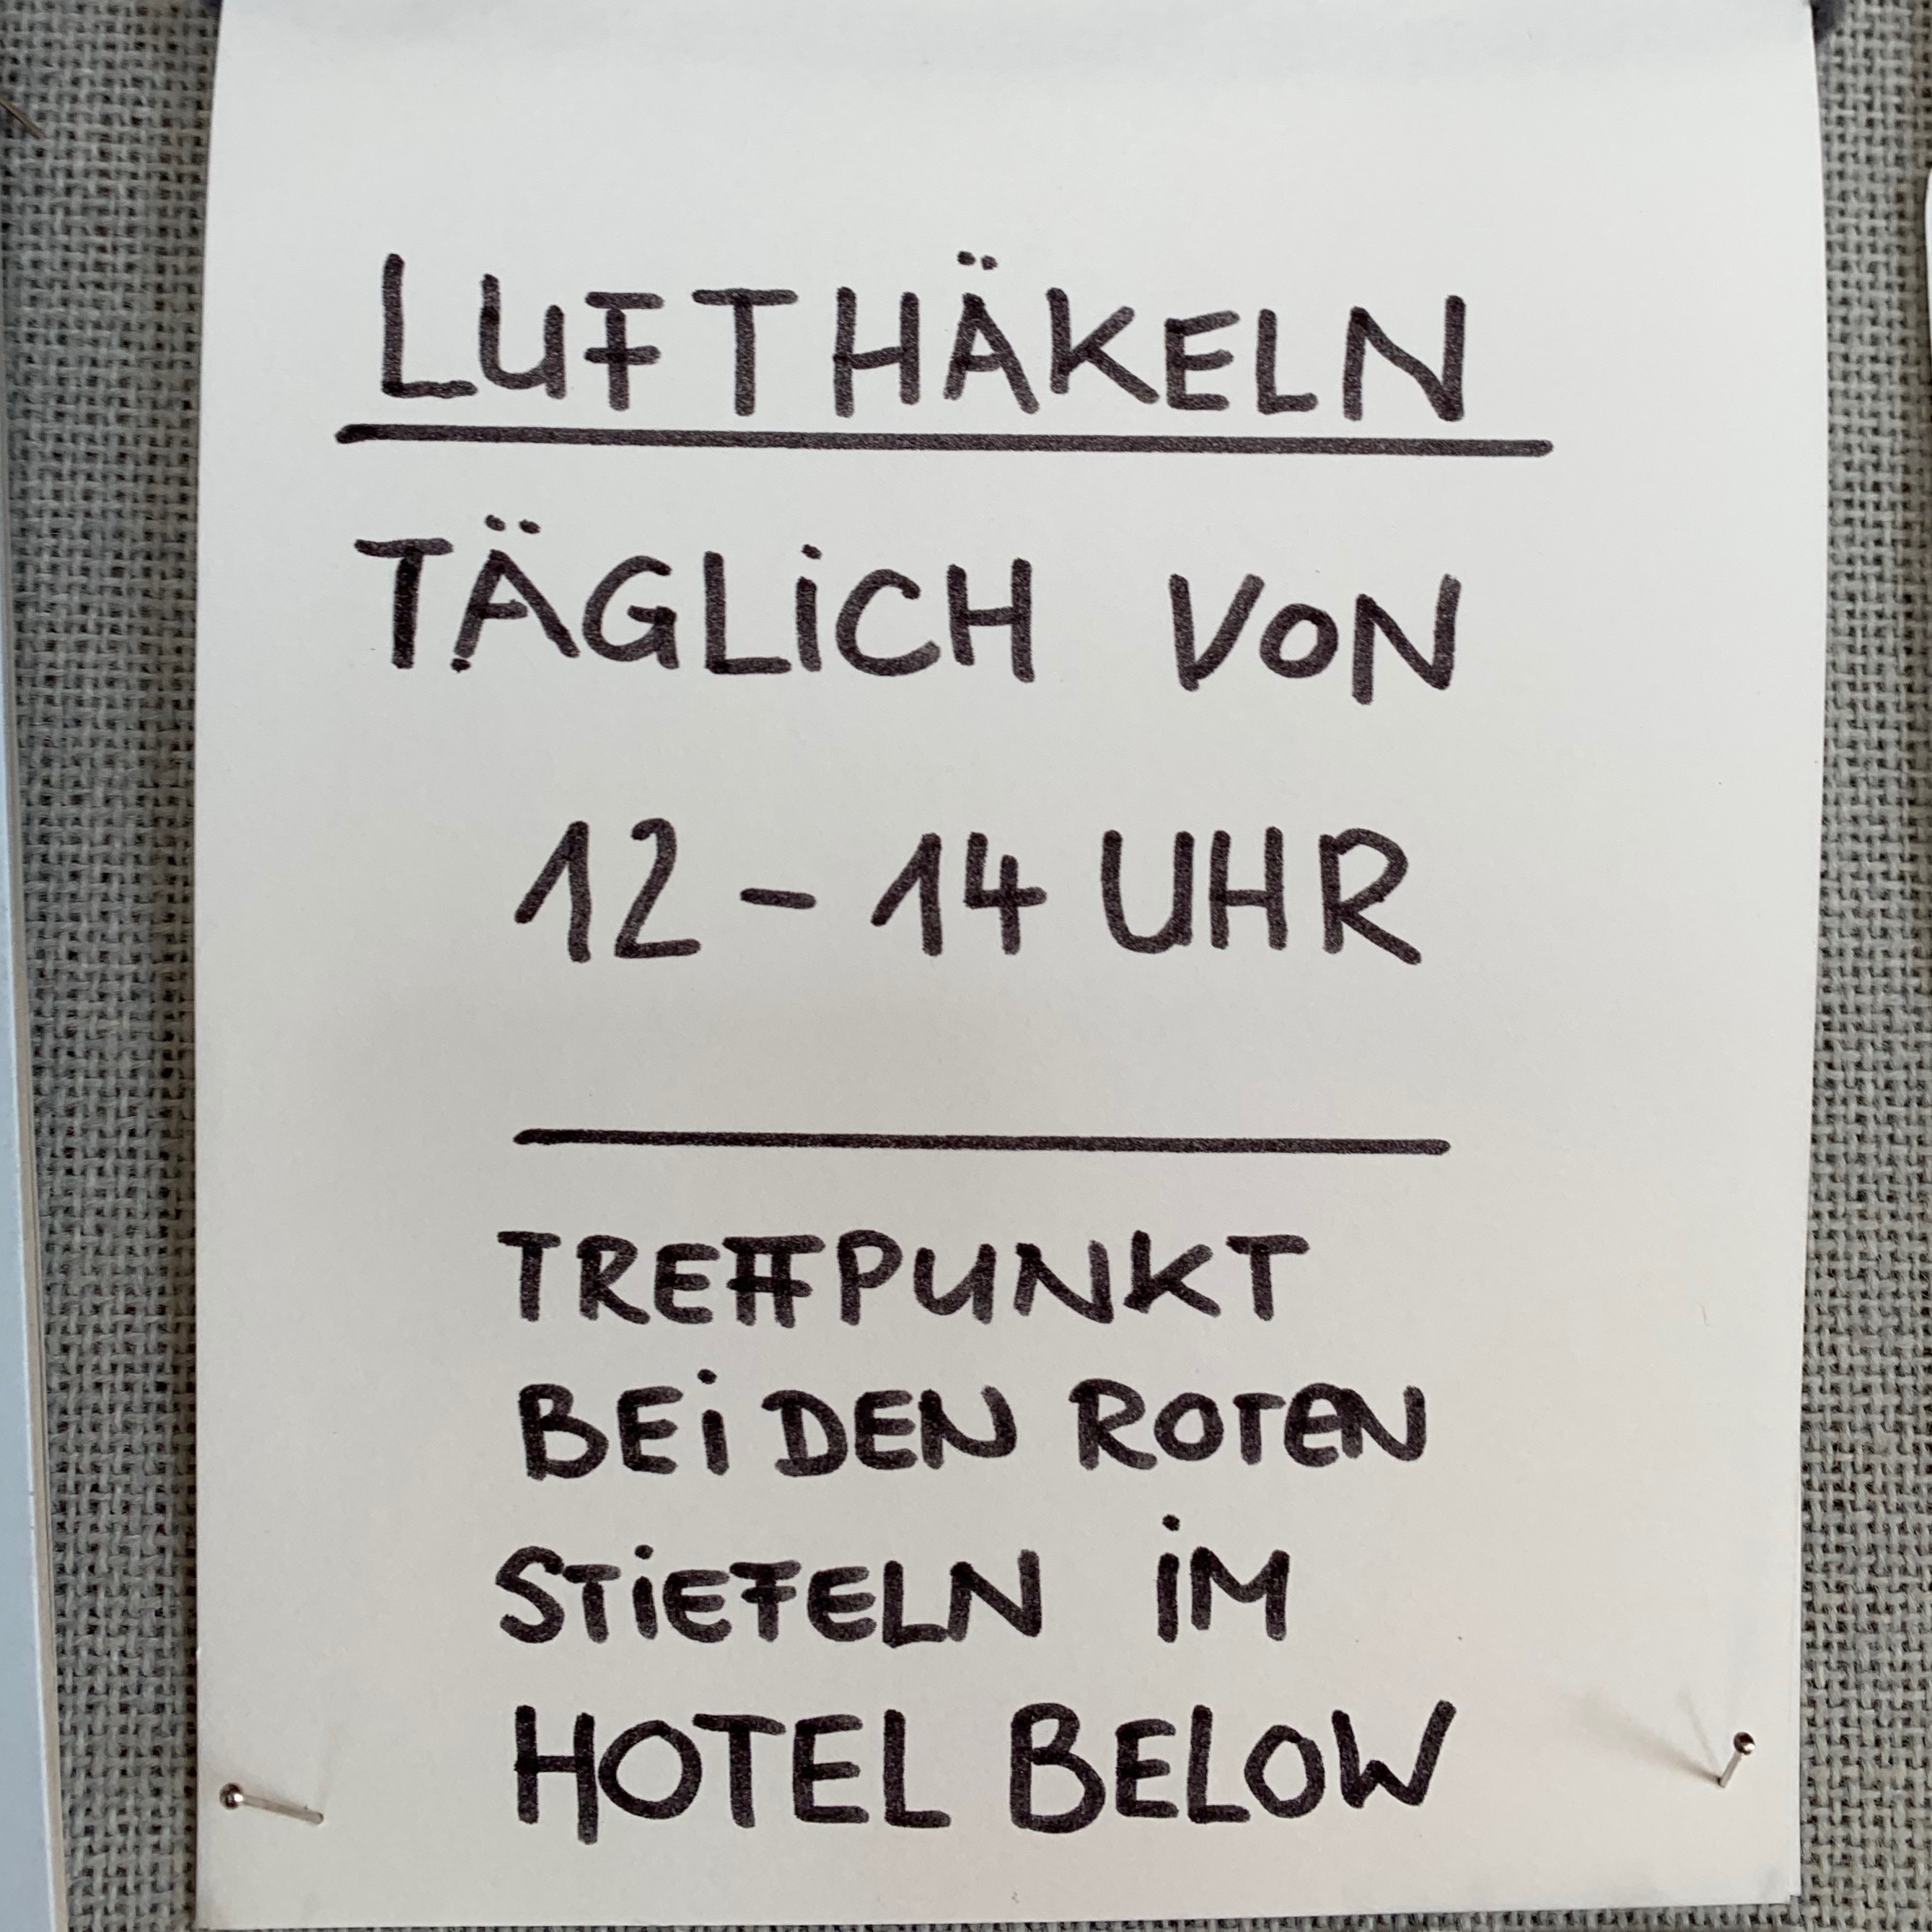 LUFTHÄKELN
TÄGLiCH VON
12 - 14 UHR
TREFFPUNKT
BEi DEN ROTEN
STiEFELN iM
HOTEL BELOW